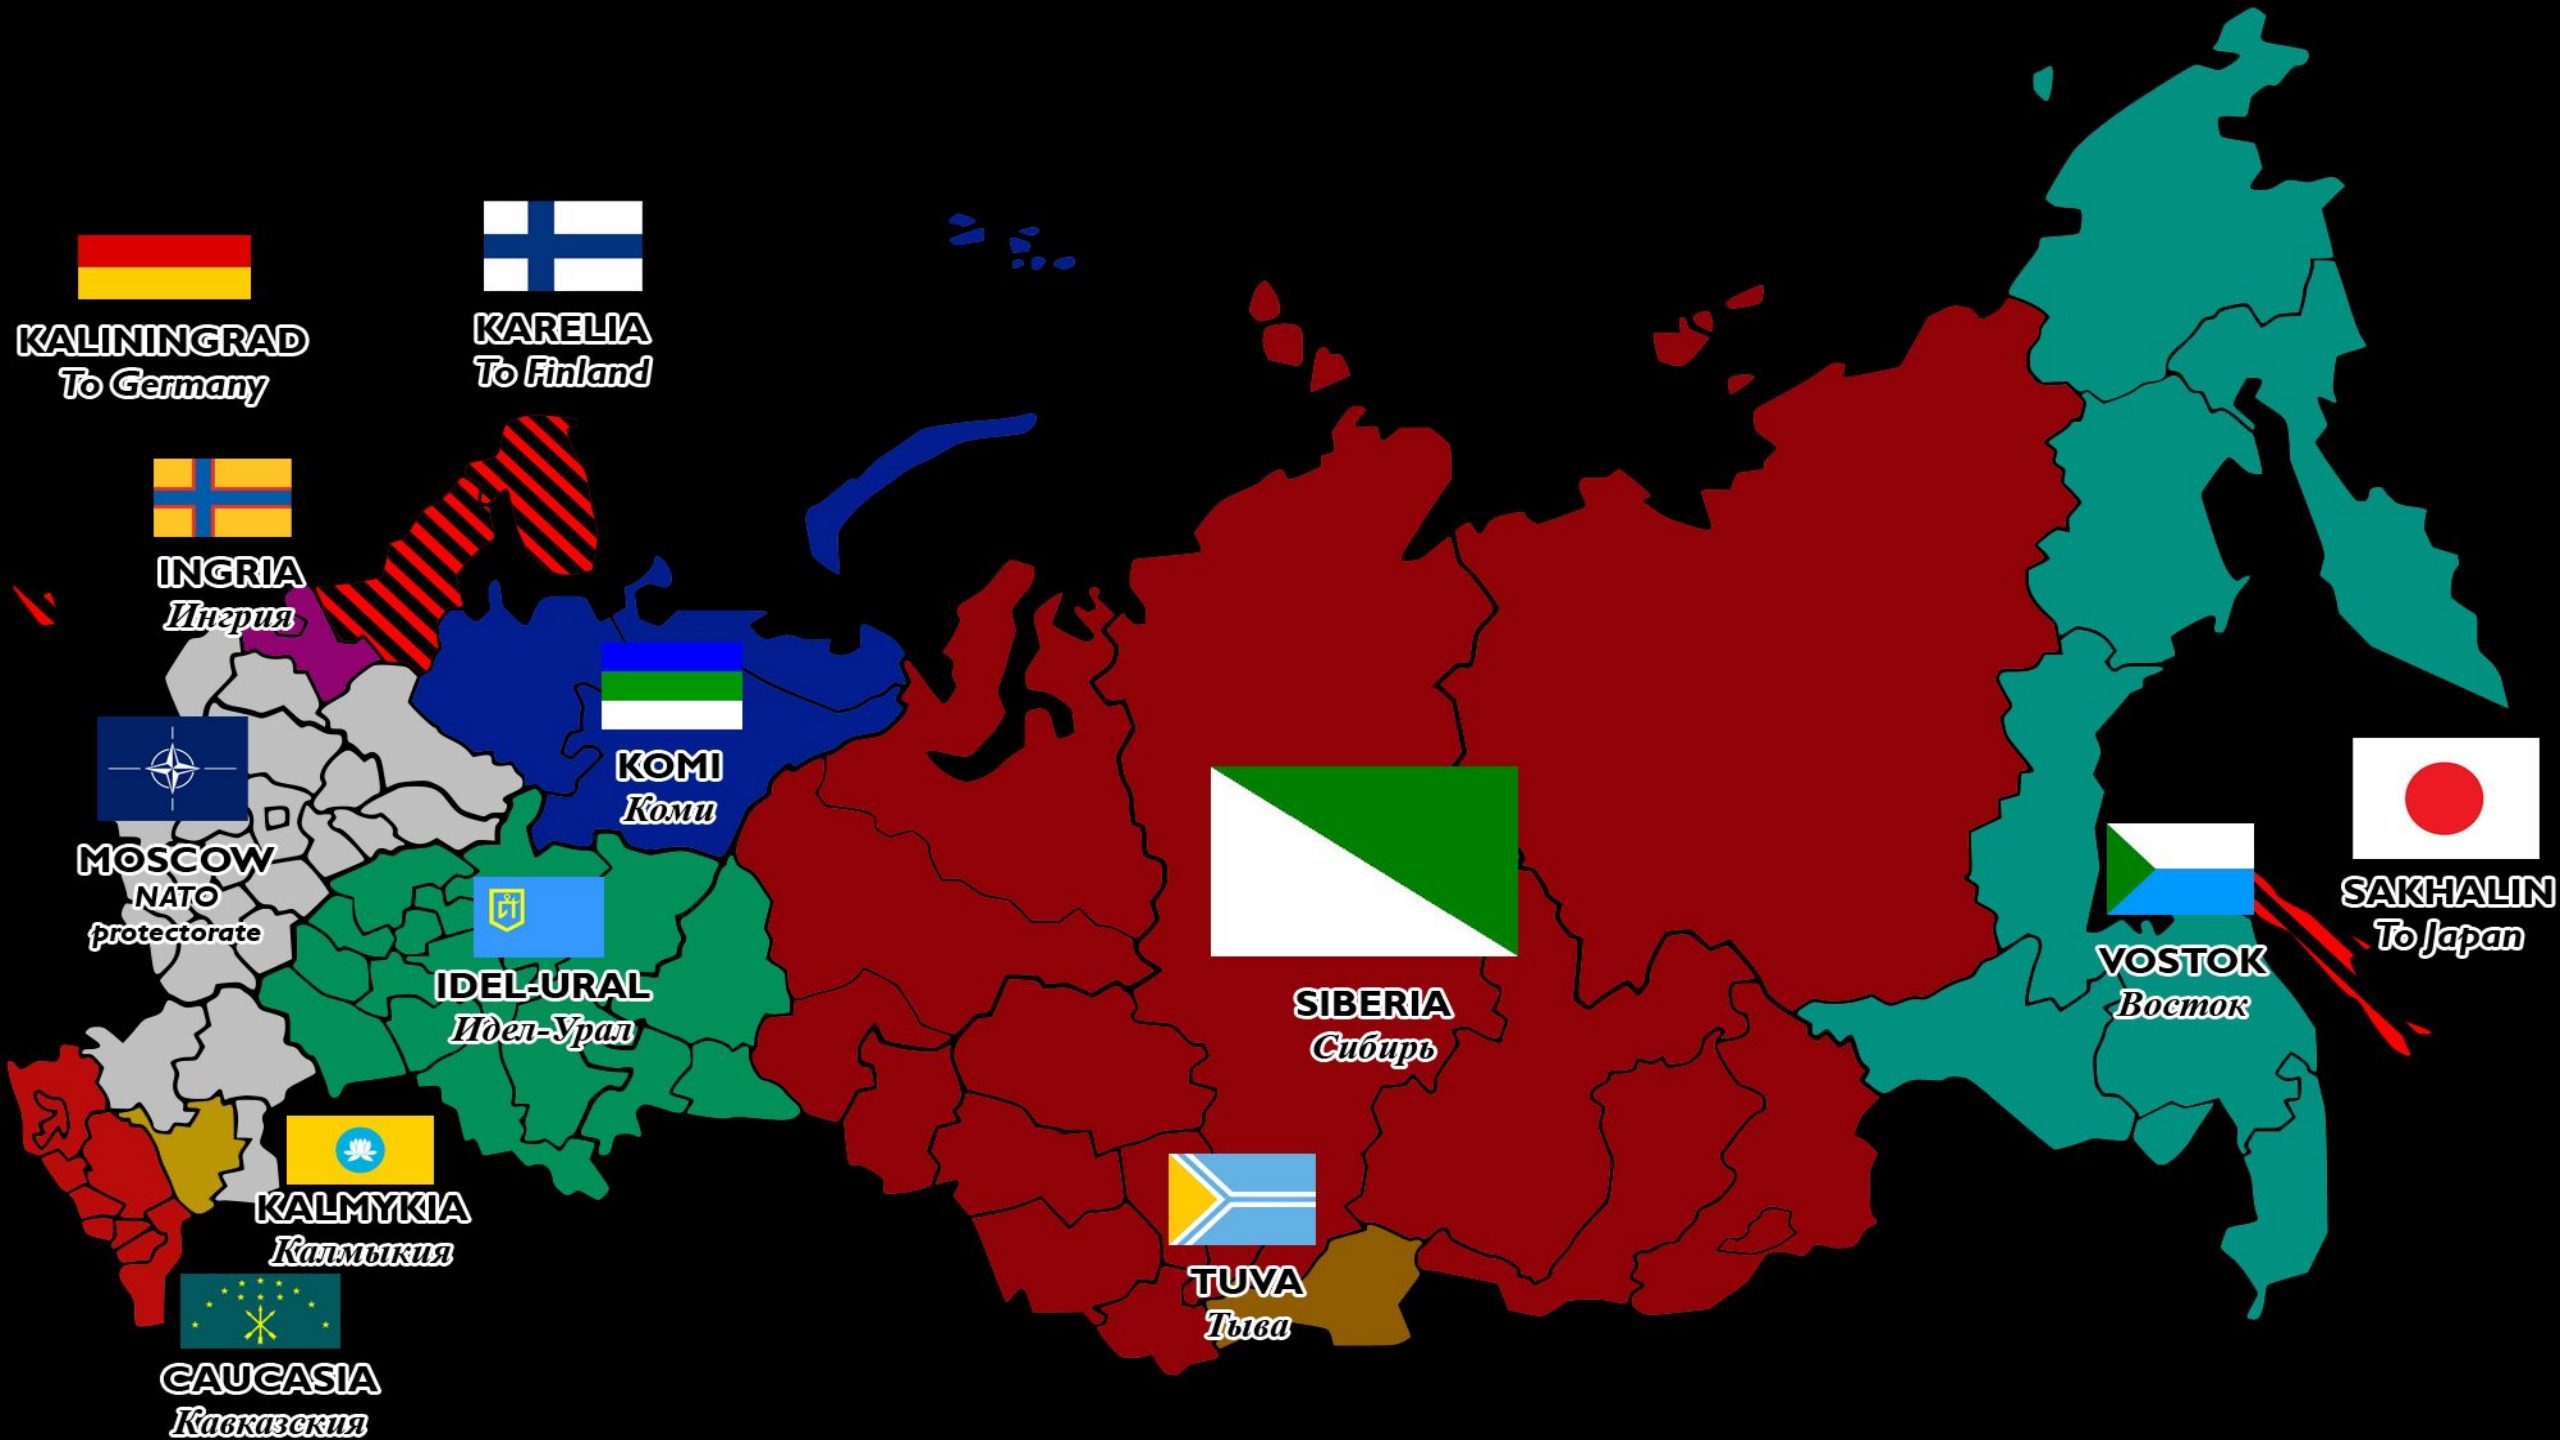 KALININGRAD
To Germany
KARELIA
To Finland
INGRIA
Ингрия
MOSCOW
NATO
protectorate
KOMI
Коми
IDEL-URAL
Идел-Урал
KALMYKIA
Калмыкия
CAUCASIA
Кавказския
SIBERIA
Сибирь
TUVA
Тыва
VOSTOK
Восток
SAKHALIN
To Japan